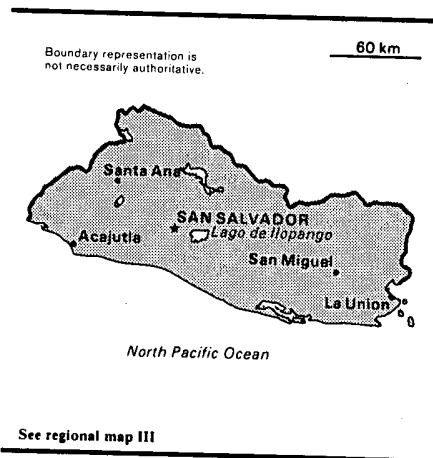 Boundary representation is
not necessarily authoritative.
60 km
Santa Ana
SAN SALVADOR
Lago de Ilopango
Acajutla
San Miguel
La Union
North Pacific Ocean
See regional map III